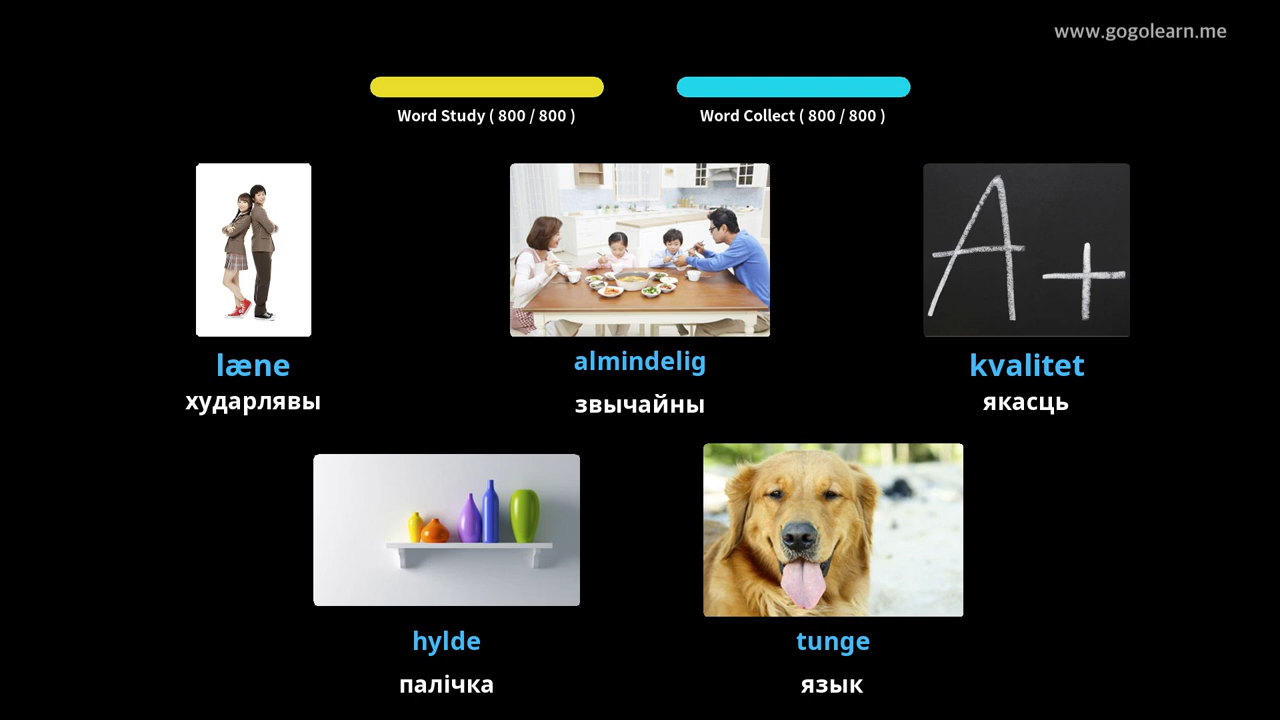 www.gogolearn.me
Word Study ( 800 / 800 )
Word Collect ( 800 / 800 )
A+
læne
хударлявы
almindelig
звычайны
kvalitet
якасць
hylde
палічка
tunge
язык